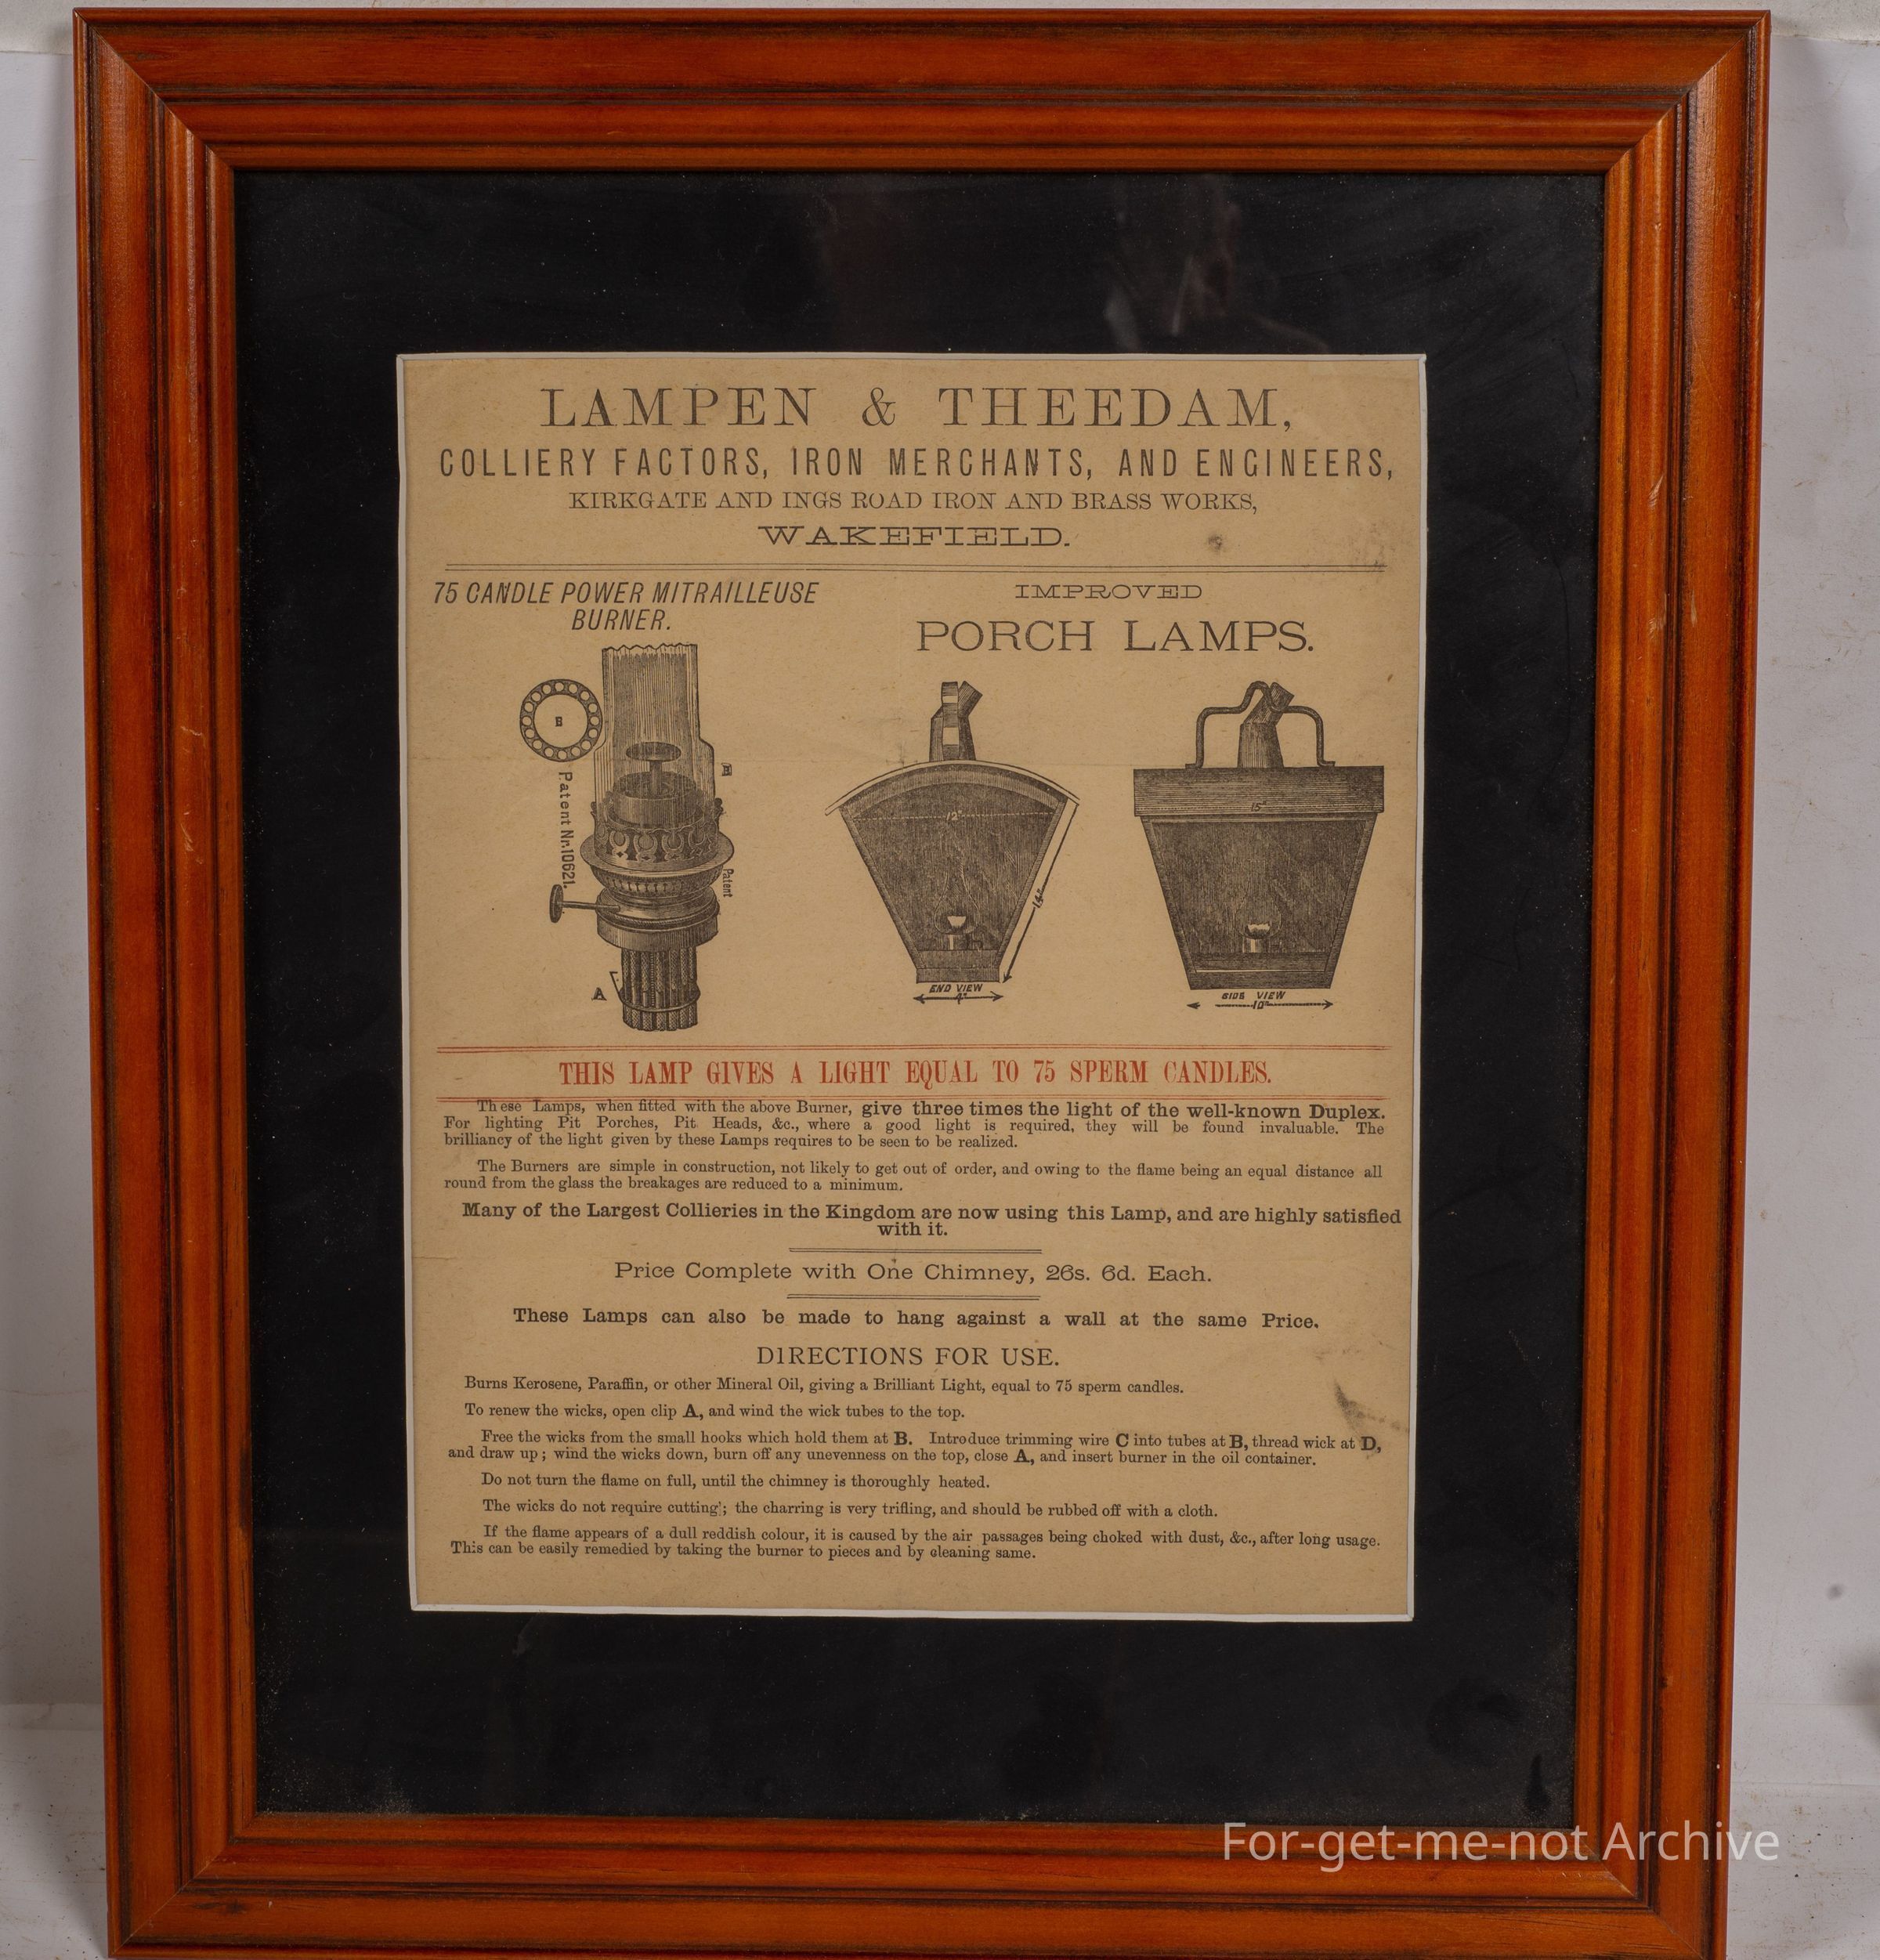 LAMPEN & THEEDAM,
COLLIERY FACTORS, IRON MERCHANTS, AND ENGINEERS,
KIRKGATE AND INGS ROAD IRON AND BRASS WORKS,
WAKEFIELD.
75 CANDLE POWER MITRAILLEUSE
BURNER.
B
Patent Nr. 10621.
B
Patent
A
IMPROVED
PORCH LAMPS.
12"
14"
END VIEW
4"
15"
SIDE VIEW
10"
THIS LAMP GIVES A LIGHT EQUAL TO 75 SPERM CANDLES.
These Lamps, when fitted with the above Burner, give three times the light of the well-known Duplex.
For lighting Pit Porches, Pit Heads, &c., where a good light is required, they will be found invaluable. The
brilliancy of the light given by these Lamps requires to be seen to be realized.
The Burners are simple in construction, not likely to get out of order, and owing to the flame being an equal distance all
round from the glass the breakages are reduced to a minimum.
Many of the Largest Collieries in the Kingdom are now using this Lamp, and are highly satisfied
with it.
Price Complete with One Chimney, 26s. 6d. Each.
These Lamps can also be made to hang against a wall at the same Price.
D1RECTIONS FOR USE.
Burns Kerosene, Paraffin, or other Mineral Oil, giving a Brilliant Light, equal to 75 sperm candles.
To renew the wicks, open clip A, and wind the wick tubes to the top.
Free the wicks from the small hooks which hold them at B. Introduce trimming wire C into tubes at B, thread wick at D,
and draw up; wind the wicks down, burn off any unevenness on the top, close A, and insert burner in the oil container.
Do not turn the flame on full, until the chimney is thoroughly heated.
The wicks do not require cutting; the charring is very trifling, and should be rubbed off with a cloth.
If the flame appears of a dull reddish colour, it is caused by the air passages being choked with dust, &c., after long usage.
This can be easily remedied by taking the burner to pieces and by cleaning same.
For-get-me-not Archive